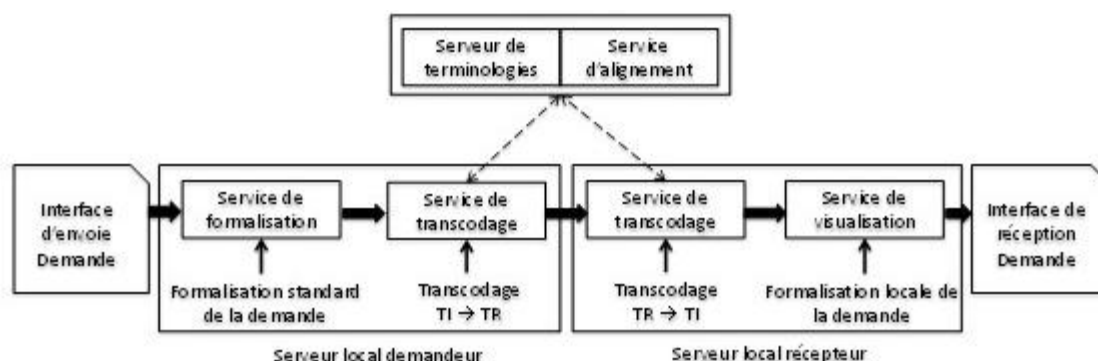 Serveur de
terminologies
Service
d'alignement
Interface
d'envoie
Demande
Service de
formalisation
Service de
transcodage
Service de
transcodage
Service de
visualisation
Interface de
réception
Demande
Formalisation standard
de la demande
Transcodage
TI → TR
Transcodage
TR → TI
Formalisation locale de
la demande
Serveur local demandeur
Serveur local récepteur